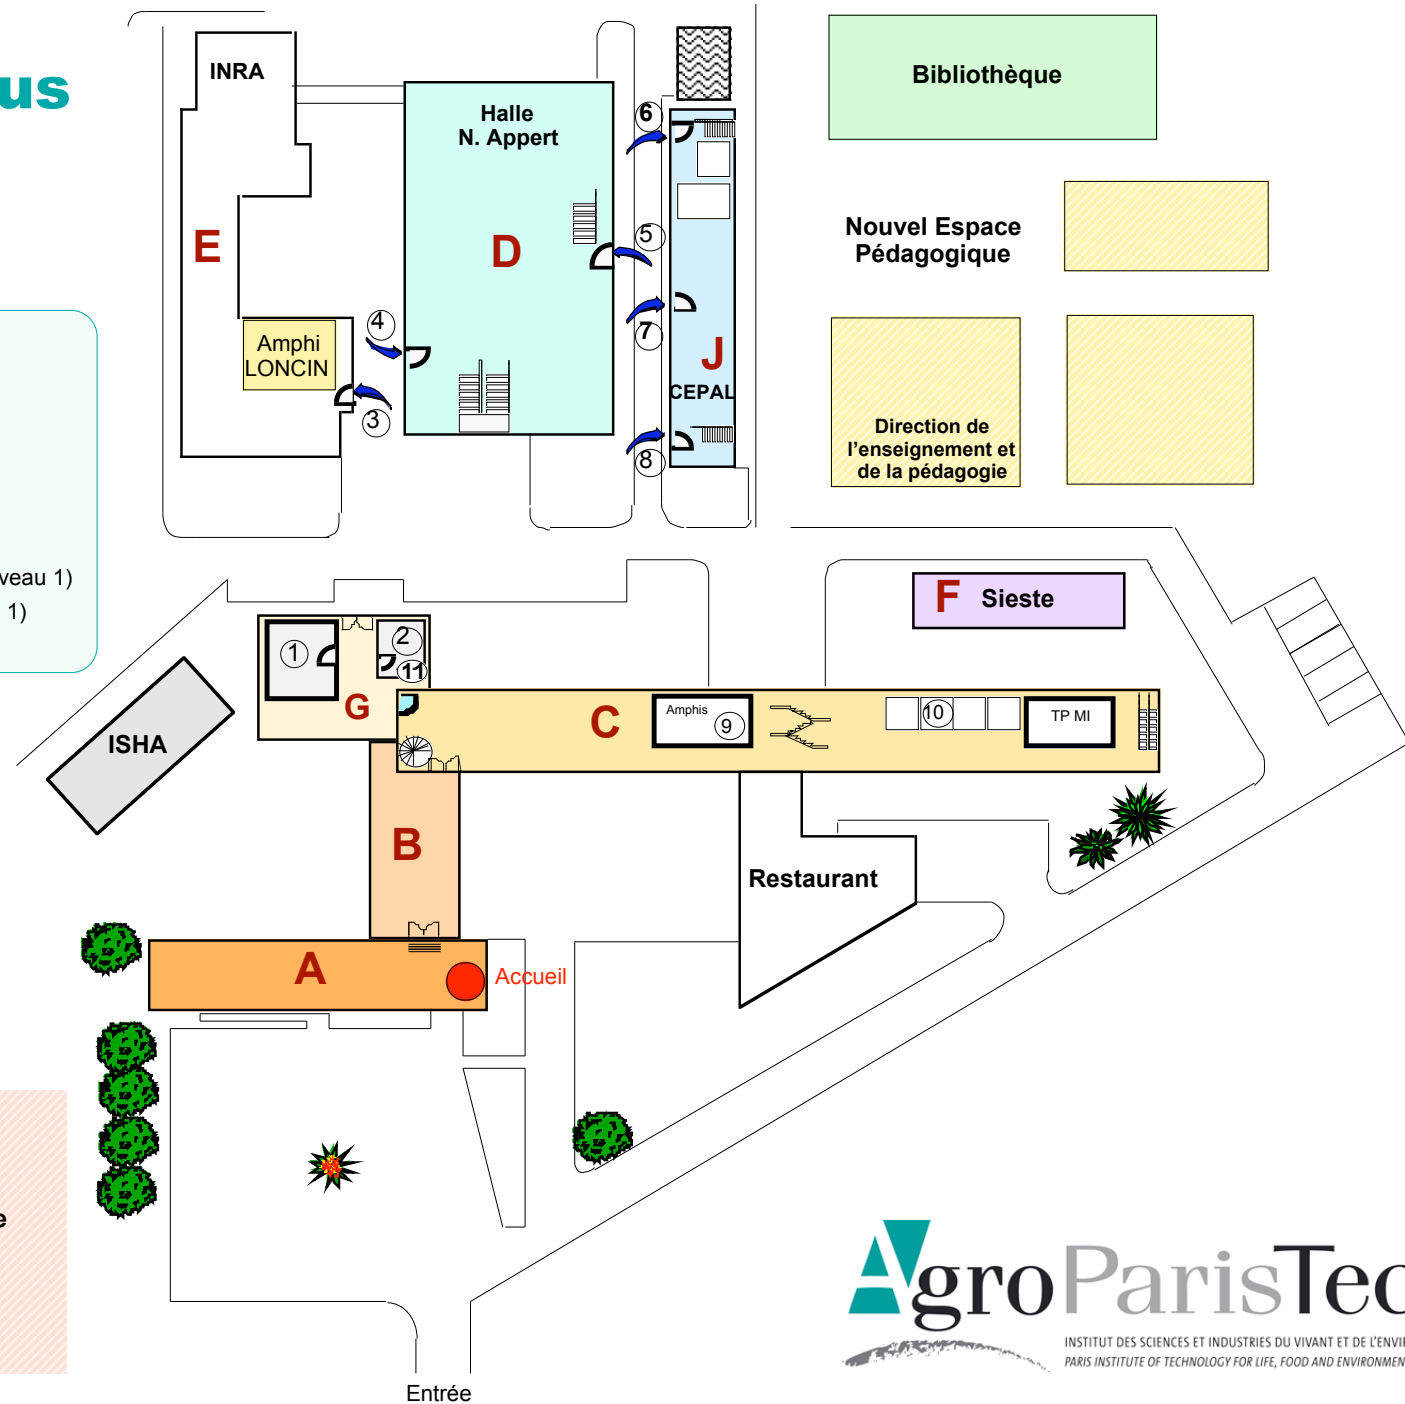 us
INRA
Halle
N. Appert
6
Bibliothèque
E
D
5
Nouvel Espace
Pédagogique
4
Amphi
LONCIN
3
7
J
CEPAL
8
Direction de
l'enseignement et
de la pédagogie
veau 1)
1)
F Sieste
1
2
11
G
C
Amphis
9
10
TP MI
ISHA
B
Restaurant
A
Accueil
e
AgroParisTec
INSTITUT DES SCIENCES ET INDUSTRIES DU VIVANT ET DE L'ENVIR
PARIS INSTITUTE OF TECHNOLOGY FOR LIFE, FOOD AND ENVIRONMEN
Entrée